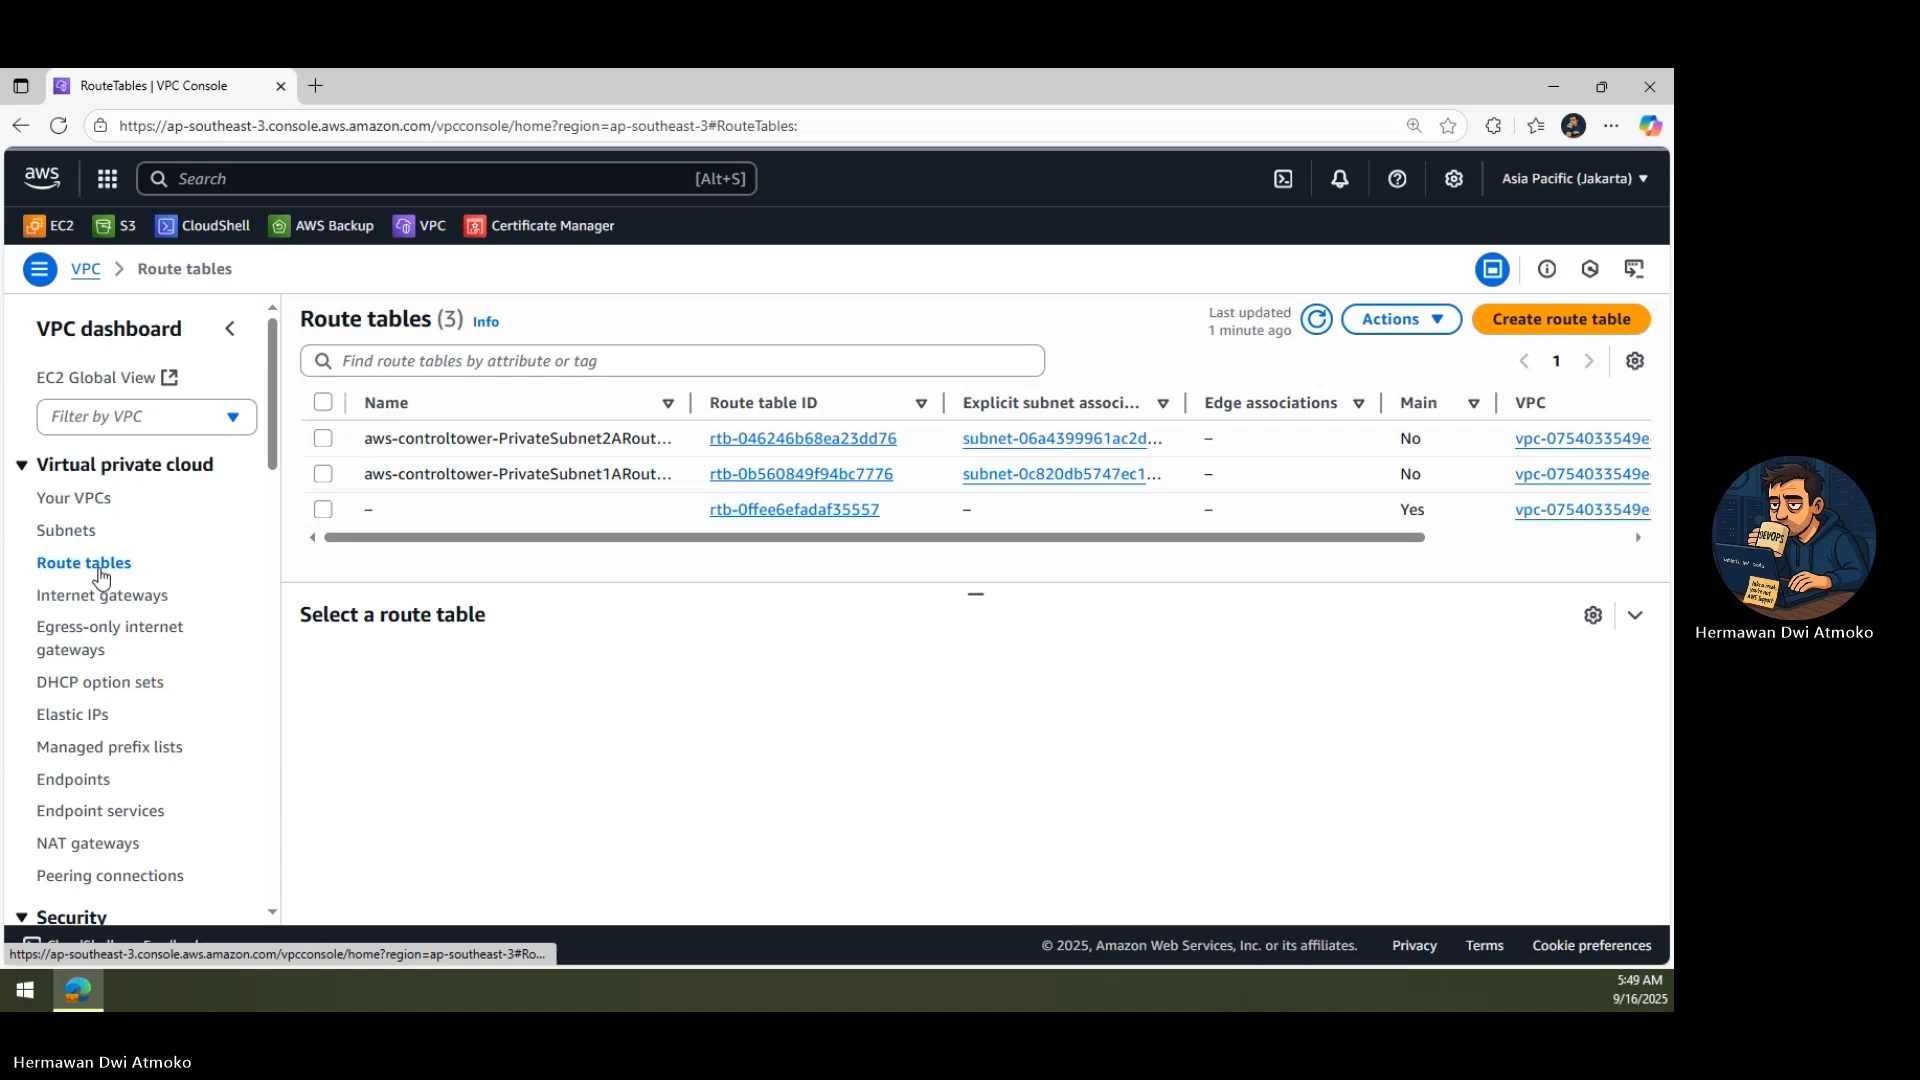 RouteTables | VPC Console
https://ap-southeast-3.console.aws.amazon.com/vpcconsole/home?region=ap-southeast-3#RouteTables:
aws
Search [Alt+S]
Asia Pacific (Jakarta)
EC2 S3 CloudShell AWS Backup VPC Certificate Manager
VPC Route tables
VPC dashboard
EC2 Global View
Filter by VPC
Virtual private cloud
Your VPCs
Subnets
Route tables
Internet gateways
Egress-only internet
gateways
DHCP option sets
Elastic IPs
Managed prefix lists
Endpoints
Endpoint services
NAT gateways
Peering connections
Security
Route tables (3) Info
Last updated
1 minute ago
Actions
Create route table
Find route tables by attribute or tag
1
Name Route table ID Explicit subnet associ... Edge associations Main VPC
aws-controltower-PrivateSubnet2ARout... rtb-046246b68ea23dd76 subnet-06a4399961ac2d... – No vpc-0754033549e
aws-controltower-PrivateSubnet1ARout... rtb-0b560849f94bc7776 subnet-0c820db5747ec1... – No vpc-0754033549e
– rtb-0ffee6efadaf35557 – – Yes vpc-0754033549e
Select a route table
© 2025, Amazon Web Services, Inc. or its affiliates. Privacy Terms Cookie preferences
https://ap-southeast-3.console.aws.amazon.com/vpcconsole/home?region=ap-southeast-3#Ro...
5:49 AM
9/16/2025
DEVOPS
Hermawan Dwi Atmoko
Hermawan Dwi Atmoko